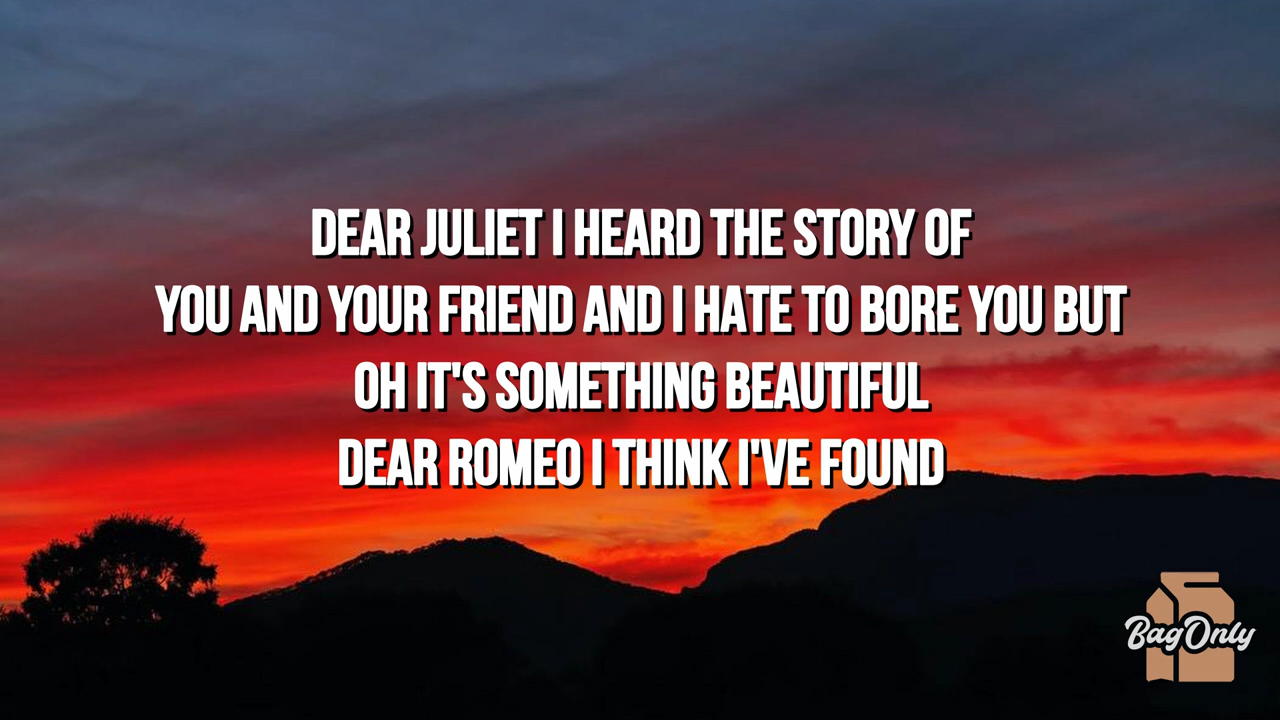 DEAR JULIET I HEARD THE STORY OF
YOU AND YOUR FRIEND AND I HATE TO BORE YOU BUT
OH IT'S SOMETHING BEAUTIFUL
DEAR ROMEO I THINK I'VE FOUND
BagOnly